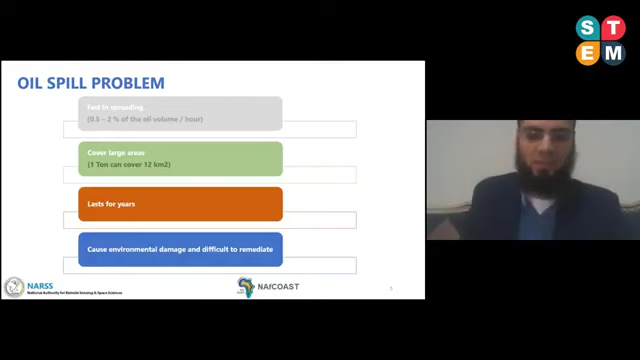 STEM
OIL SPILL PROBLEM
Fast in spreading
(0.5 – 2 % of the oil volume / hour)
Cover large areas
(1 Ton can cover 12 km2)
Lasts for years
Cause environmental damage and difficult to remediate
NARSS
National Authority for Remote Sensing & Space Sciences
NAICOAST
5